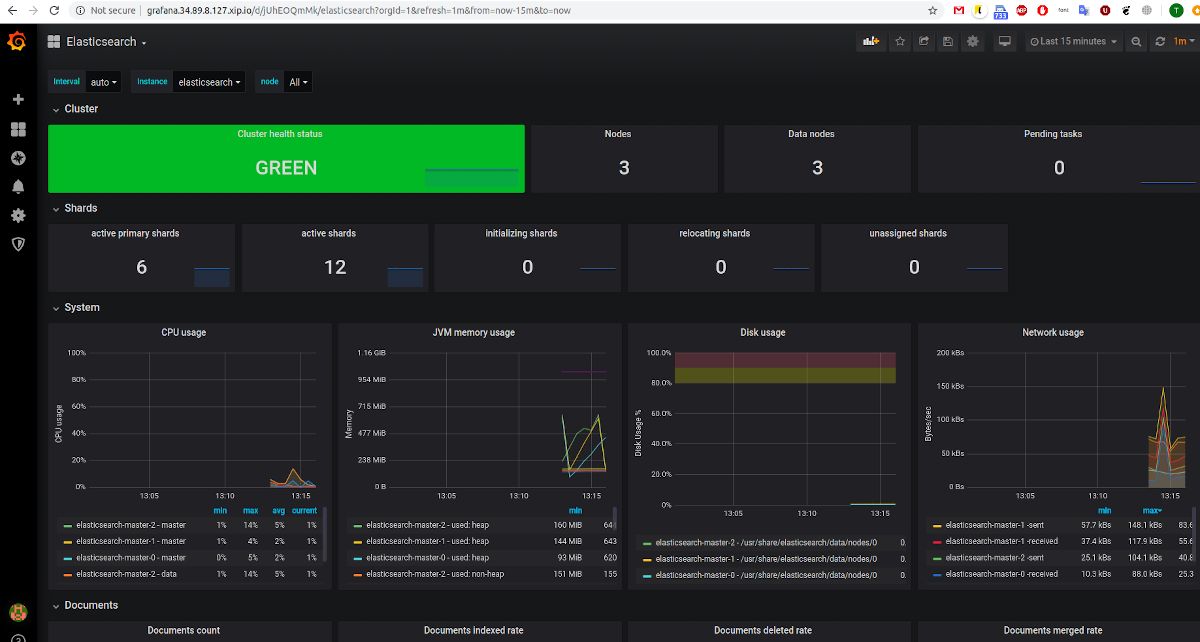 Not secure grafana.34.89.8.127.xip.io/d/jUhEOQmMk/elasticsearch?orgId=1&refresh=1m&from=now-15m&to=now
733 ABP font T
Elasticsearch
Last 15 minutes 1m
Interval auto Instance elasticsearch node All
Cluster
Cluster health status Nodes Data nodes Pending tasks
GREEN 3 3 0
Shards
active primary shards active shards initializing shards relocating shards unassigned shards
6 12 0 0 0
System
CPU usage JVM memory usage Disk usage Network usage
100% 1.16 GiB 100.0% 200 kBs
80% 954 MiB 80.0% 150 kBs
60% 715 MiB 60.0% 100 kBs
40% 477 MiB 40.0% 50 kBs
20% 238 MiB 20.0% 0 Bs
0% 0 B 0%
CPU usage Memory Disk Usage % Bytes/sec
13:05 13:10 13:15 13:05 13:10 13:15 13:05 13:10 13:15 13:05 13:10 13:15
min max avg current min min max
elasticsearch-master-2 - master 1% 14% 5% 1% elasticsearch-master-2 - used: heap 160 MiB 64 elasticsearch-master-2 - /usr/share/elasticsearch/data/nodes/0 0. elasticsearch-master-1 -sent 57.7 kBs 148.1 kBs 83.6
elasticsearch-master-1 - master 1% 4% 2% 1% elasticsearch-master-1 - used: heap 144 MiB 643 elasticsearch-master-1 - /usr/share/elasticsearch/data/nodes/0 0. elasticsearch-master-1 -received 37.4 kBs 117.9 kBs 55.6
elasticsearch-master-0 - master 0% 5% 2% 1% elasticsearch-master-0 - used: heap 93 MiB 620 elasticsearch-master-0 - /usr/share/elasticsearch/data/nodes/0 0. elasticsearch-master-2 -sent 25.1 kBs 104.1 kBs 40.8
elasticsearch-master-2 - data 1% 14% 5% 1% elasticsearch-master-2 - used: non-heap 151 MiB 155 elasticsearch-master-0 -received 10.3 kBs 88.0 kBs 25.3
Documents
Documents count Documents indexed rate Documents deleted rate Documents merged rate